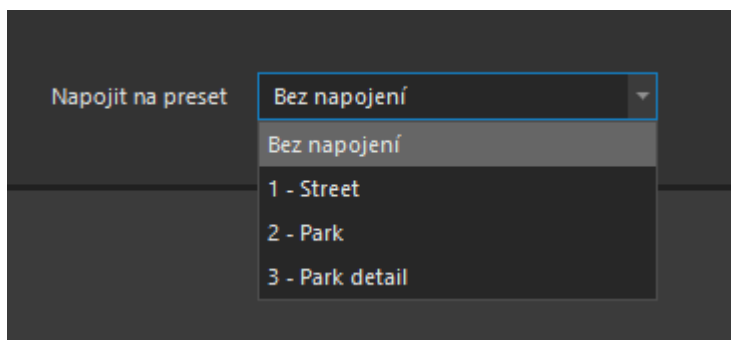 Napojit na preset Bez napojení
Bez napojení
1 - Street
2 - Park
3 - Park detail